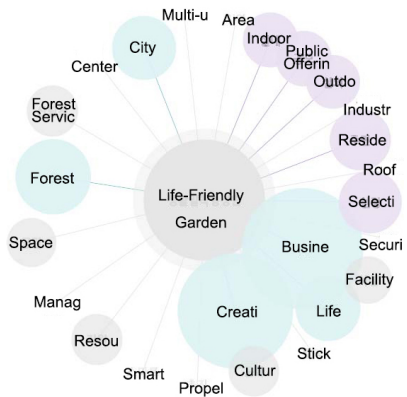 Multi-u
Area
City
Indoor
Public
Offerin
Outdo
Center
Forest
Servic
Industr
Reside
Roof
Forest
Life-Friendly
Garden
Selecti
Space
Busine
Securi
Facility
Manag
Creati
Life
Resou
Stick
Smart
Propel
Cultur